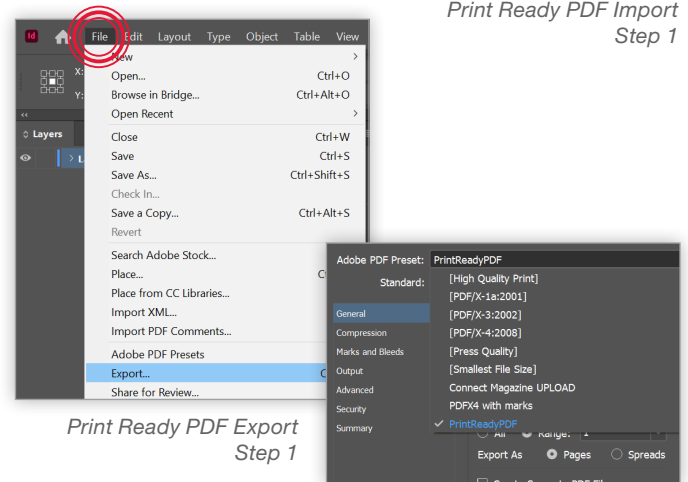 Print Ready PDF Import
Step 1
Id
File Edit Layout Type Object Table View
X:
Y:
New
Open... Ctrl+O
Browse in Bridge... Ctrl+Alt+O
Open Recent
Layers
Close Ctrl+W
Save Ctrl+S
Save As... Ctrl+Shift+S
Check In...
Save a Copy... Ctrl+Alt+S
Revert
Search Adobe Stock...
Place...
Place from CC Libraries...
Import XML...
Import PDF Comments...
Adobe PDF Presets
Export...
Share for Review...
Adobe PDF Preset: PrintReadyPDF
Standard:
[High Quality Print]
[PDF/X-1a:2001]
[PDF/X-3:2002]
[PDF/X-4:2008]
[Press Quality]
[Smallest File Size]
Connect Magazine UPLOAD
PDFX4 with marks
PrintReadyPDF
General
Compression
Marks and Bleeds
Output
Advanced
Security
Summary
All Range: 1
Export As Pages Spreads
Print Ready PDF Export
Step 1